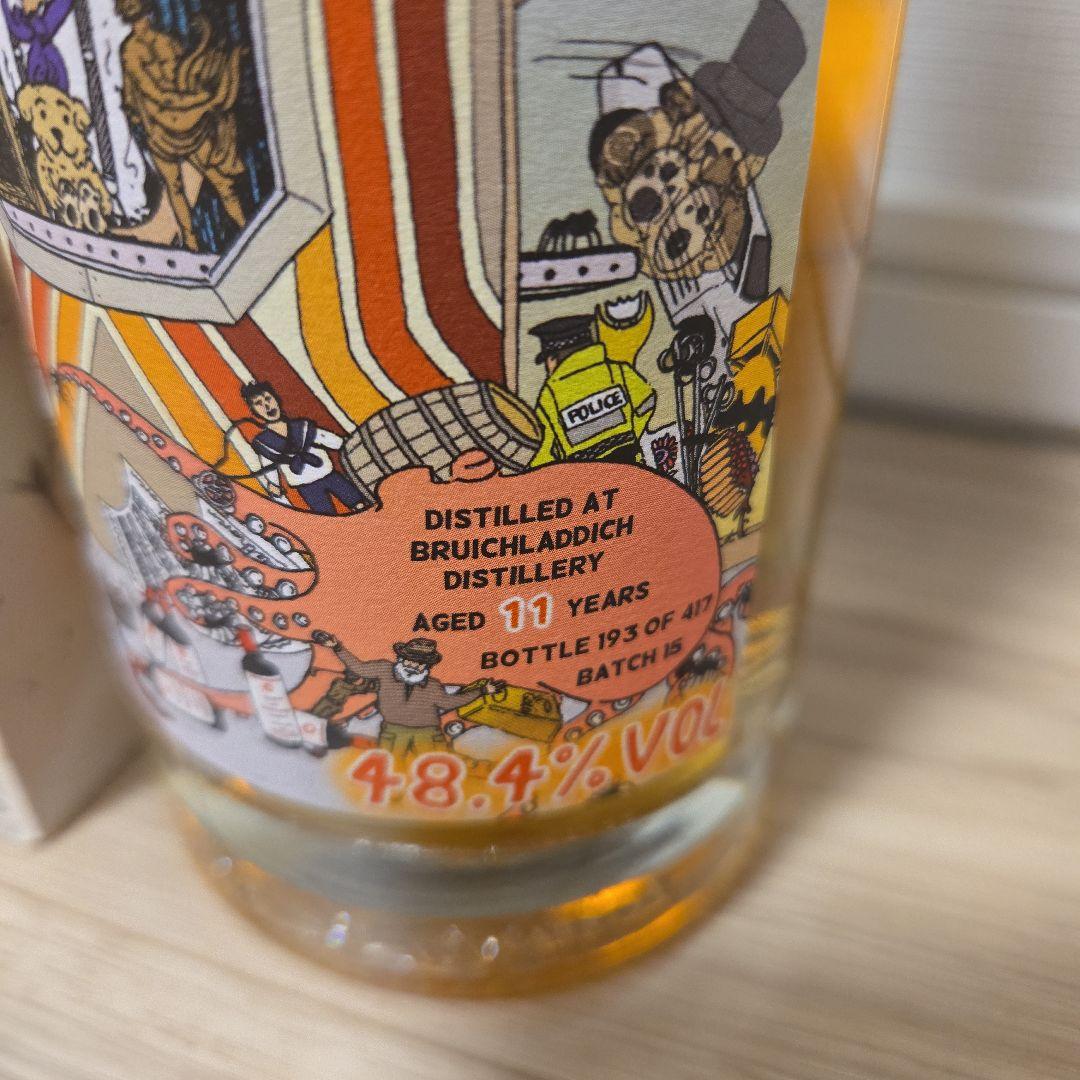 POLICE
DISTILLED AT
BRUICHLADDICH
DISTILLERY
AGED 11 YEARS
BOTTLE 193 OF 417
BATCH 15
48.4% VOL